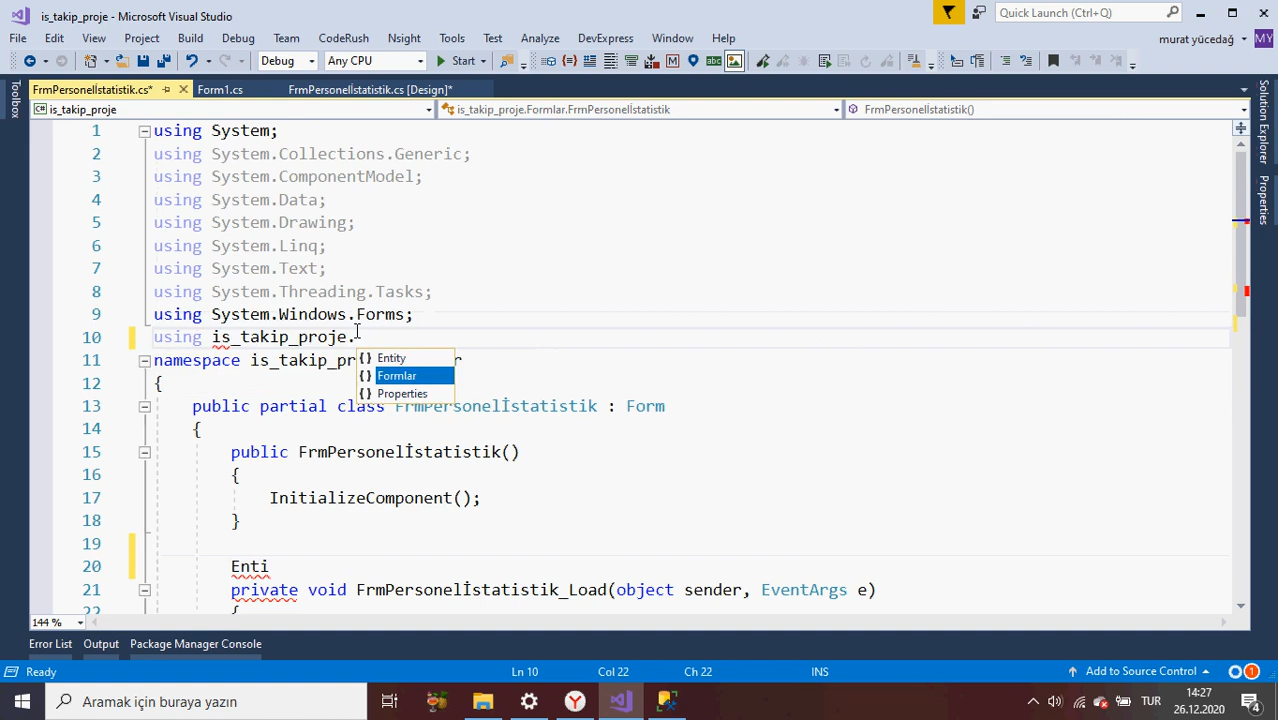 is_takip_proje - Microsoft Visual Studio
Quick Launch (Ctrl+Q)
File Edit View Project Build Debug Team CodeRush Nsight Tools Test Analyze DevExpress Window Help
murat yücedağ MY
Debug Any CPU Start
FrmPersonelİstatistik.cs* Form1.cs FrmPersonelİstatistik.cs [Design]*
is_takip_proje is_takip_proje.Formlar.FrmPersonelİstatistik FrmPersonelİstatistik()
Toolbox
Solution Explorer
Properties
1 using System;
2 using System.Collections.Generic;
3 using System.ComponentModel;
4 using System.Data;
5 using System.Drawing;
6 using System.Linq;
7 using System.Text;
8 using System.Threading.Tasks;
9 using System.Windows.Forms;
10 using is_takip_proje.
{ } Entity
{ } Formlar
{ } Properties
11 namespace is_takip_pr r
12 {
13 public partial class FrmPersonelİstatistik : Form
14 {
15 public FrmPersonelİstatistik()
16 {
17 InitializeComponent();
18 }
19
20 Enti
21 private void FrmPersonelİstatistik_Load(object sender, EventArgs e)
22 {
144 %
Error List Output Package Manager Console
Ready Ln 10 Col 22 Ch 22 INS Add to Source Control 1
Aramak için buraya yazın
TUR
14:27
26.12.2020
4